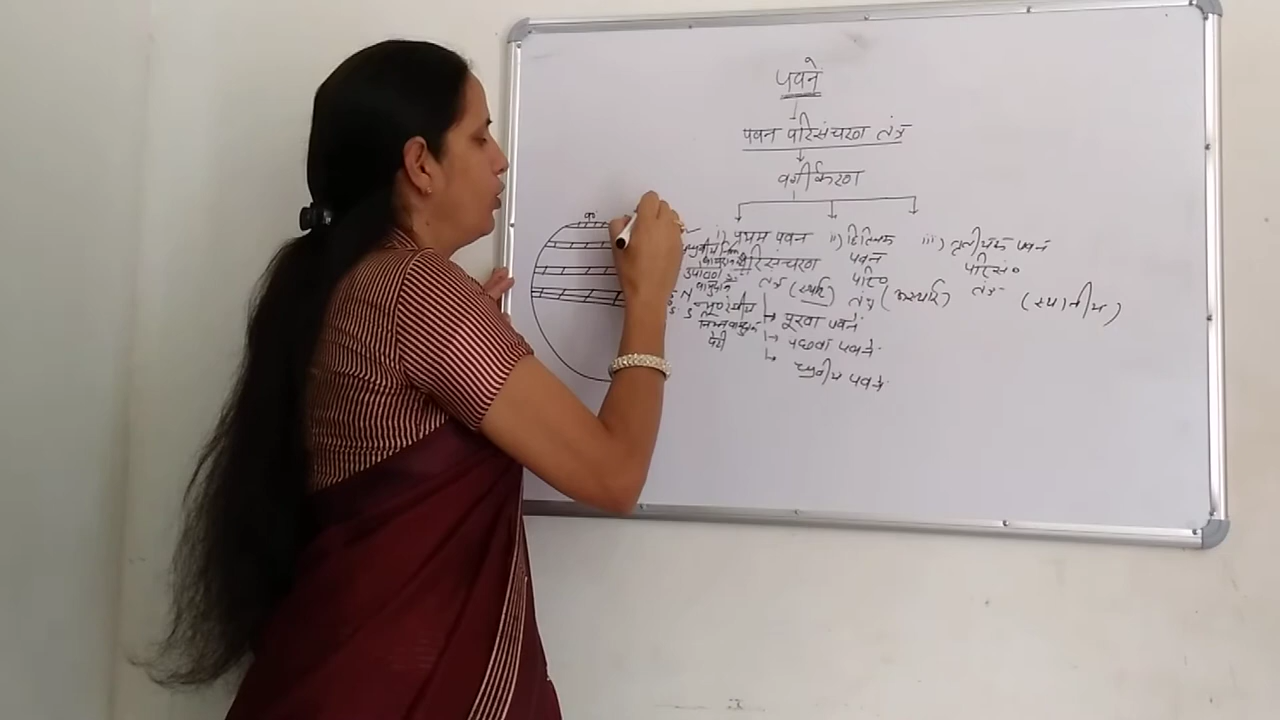 पवने
पवन परिसंचरण तंत्र
वर्गीकरण
i) प्रथम पवन
परिसंचरण
तंत्र (स्थाई)
→ पूरवा पवनें
→ पछवा पवने
ध्रुवीय पवने
ii) द्वितियक
पवन
परि०
तंत्र (अस्थाई)
iii) तृतीयक पवन
परिसं०
तंत्र (स्थानीय)
निम्न वायुदाब
पेटी